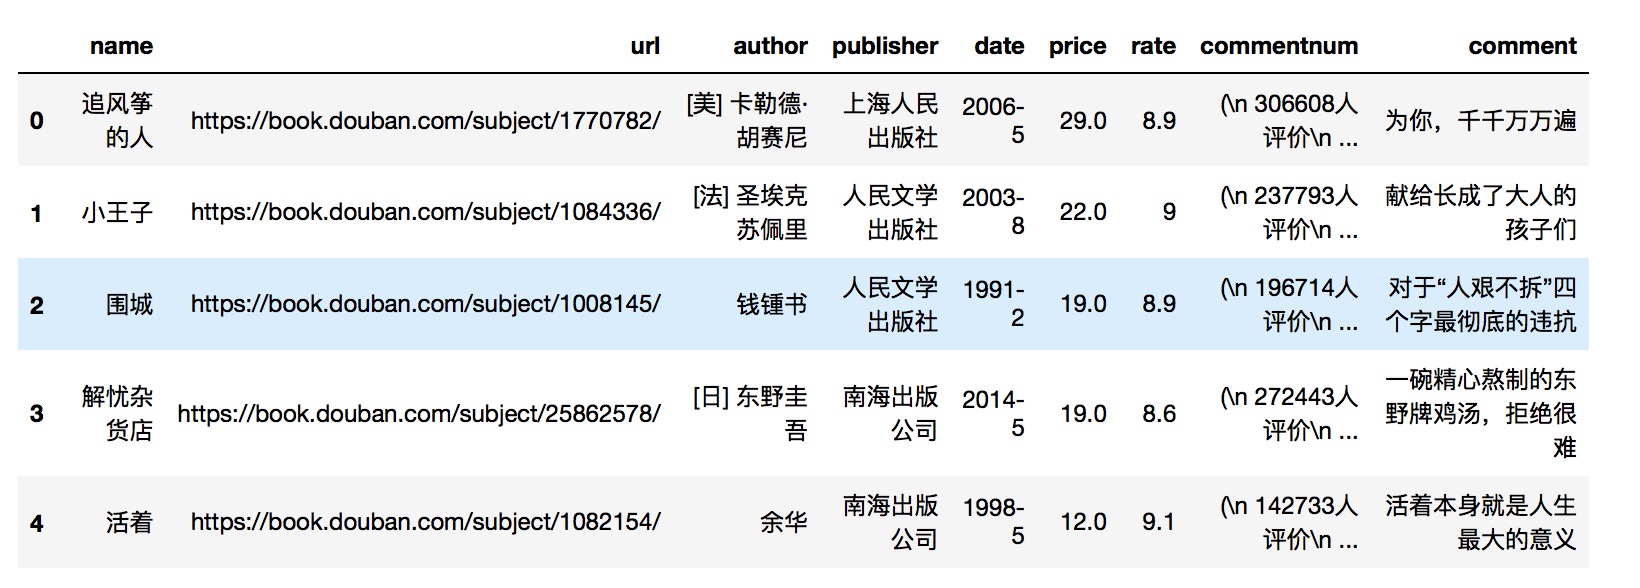 name url author publisher date price rate commentnum comment
0 追风筝的人 https://book.douban.com/subject/1770782/ [美] 卡勒德·胡赛尼 上海人民出版社 2006-5 29.0 8.9 (\n 306608人评价\n ... 为你，千千万万遍
1 小王子 https://book.douban.com/subject/1084336/ [法] 圣埃克苏佩里 人民文学出版社 2003-8 22.0 9 (\n 237793人评价\n ... 献给长成了大人的孩子们
2 围城 https://book.douban.com/subject/1008145/ 钱锺书 人民文学出版社 1991-2 19.0 8.9 (\n 196714人评价\n ... 对于“人艰不拆”四个字最彻底的违抗
3 解忧杂货店 https://book.douban.com/subject/25862578/ [日] 东野圭吾 南海出版公司 2014-5 19.0 8.6 (\n 272443人评价\n ... 一碗精心熬制的东野牌鸡汤，拒绝很难
4 活着 https://book.douban.com/subject/1082154/ 余华 南海出版公司 1998-5 12.0 9.1 (\n 142733人评价\n ... 活着本身就是人生最大的意义